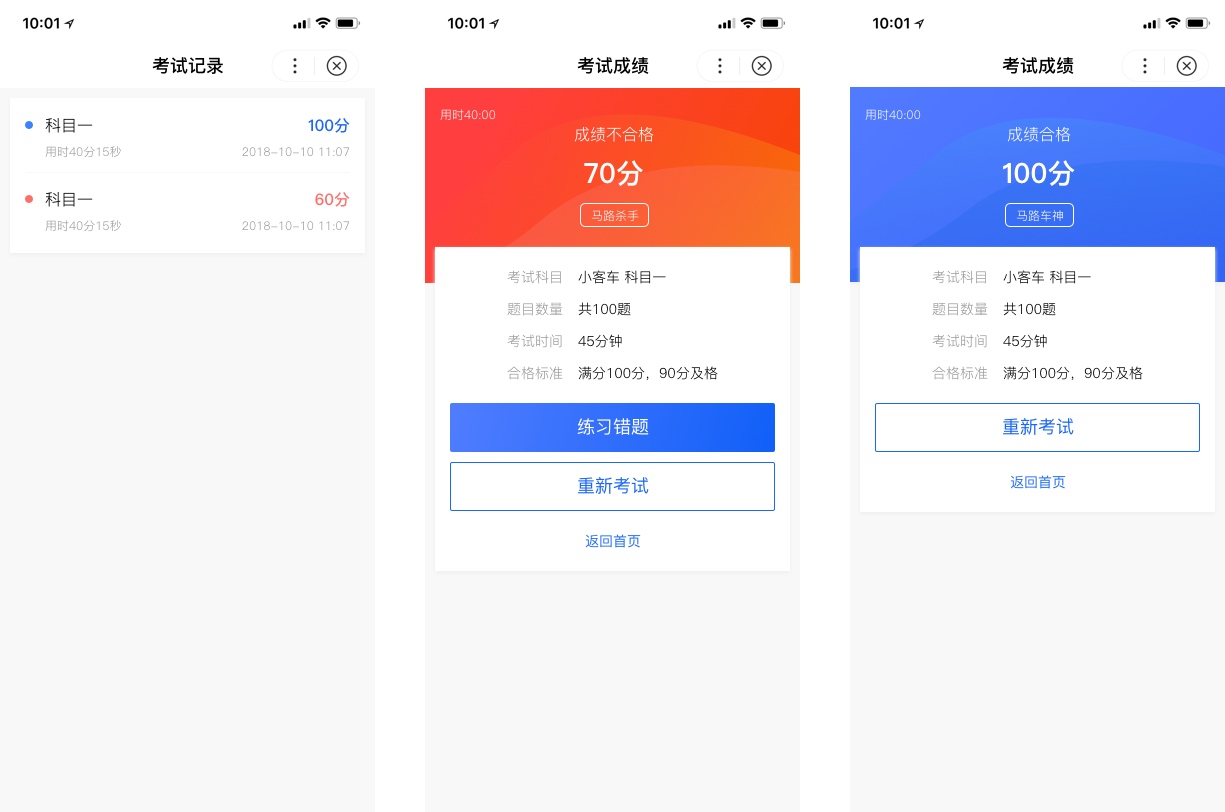 10:01
考试记录
科目一
100分
用时40分15秒
2018-10-10 11:07
科目一
60分
用时40分15秒
2018-10-10 11:07
10:01
考试成绩
用时40:00
成绩不合格
70分
马路杀手
考试科目 小客车 科目一
题目数量 共100题
考试时间 45分钟
合格标准 满分100分，90分及格
练习错题
重新考试
返回首页
10:01
考试成绩
用时40:00
成绩合格
100分
马路车神
考试科目 小客车 科目一
题目数量 共100题
考试时间 45分钟
合格标准 满分100分，90分及格
重新考试
返回首页